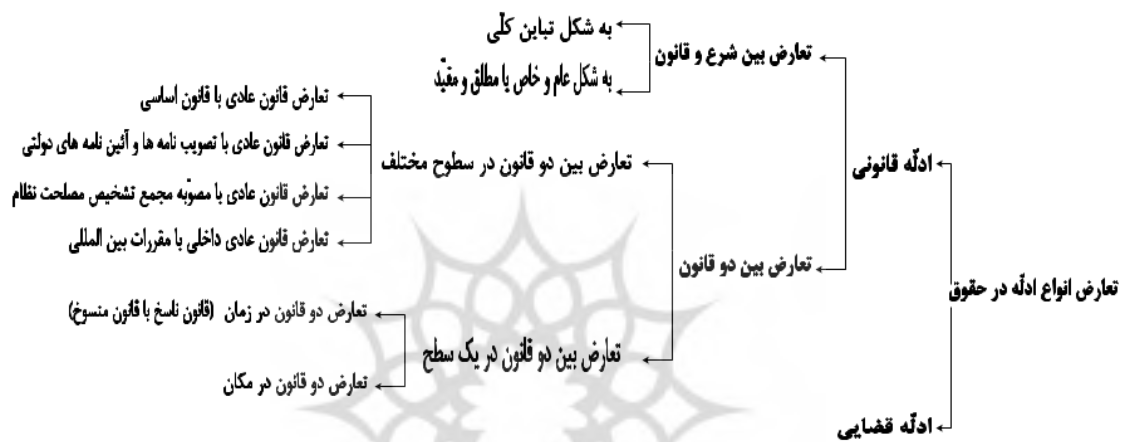 تعارض انواع ادلّه در حقوق
ادلّه قانونی
تعارض بین شرع و قانون
به شکل تباین کلّی
به شکل عام و خاص یا مطلق و مقیّد
تعارض بین دو قانون
تعارض بین دو قانون در سطوح مختلف
تعارض قانون عادی با قانون اساسی
تعارض قانون عادی با تصویب نامه ها و آئین نامه های دولتی
تعارض قانون عادی با مصوّبه مجمع تشخیص مصلحت نظام
تعارض قانون عادی داخلی با مقررات بین المللی
تعارض بین دو قانون در یک سطح
تعارض دو قانون در زمان (قانون ناسخ با قانون منسوخ)
تعارض دو قانون در مکان
ادلّه قضایی